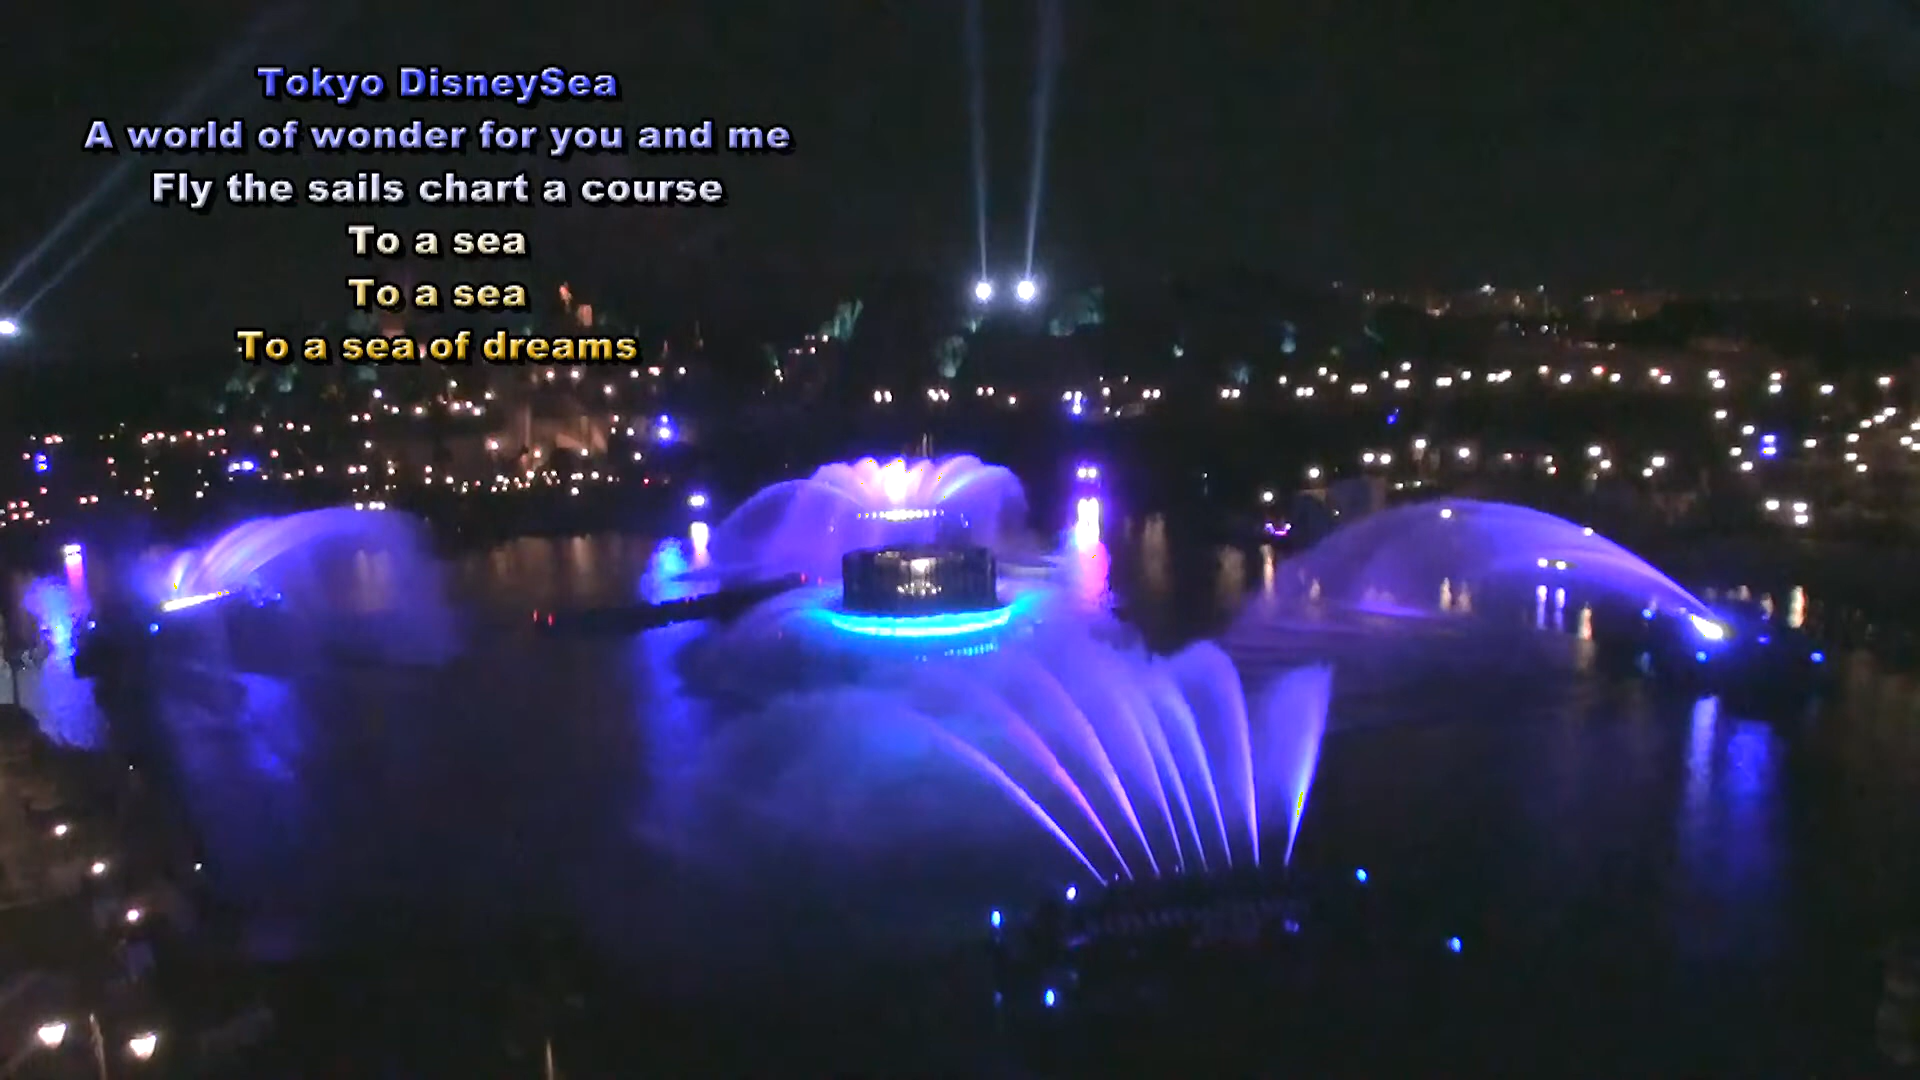 Tokyo DisneySea
A world of wonder for you and me
Fly the sails chart a course
To a sea
To a sea
To a sea of dreams